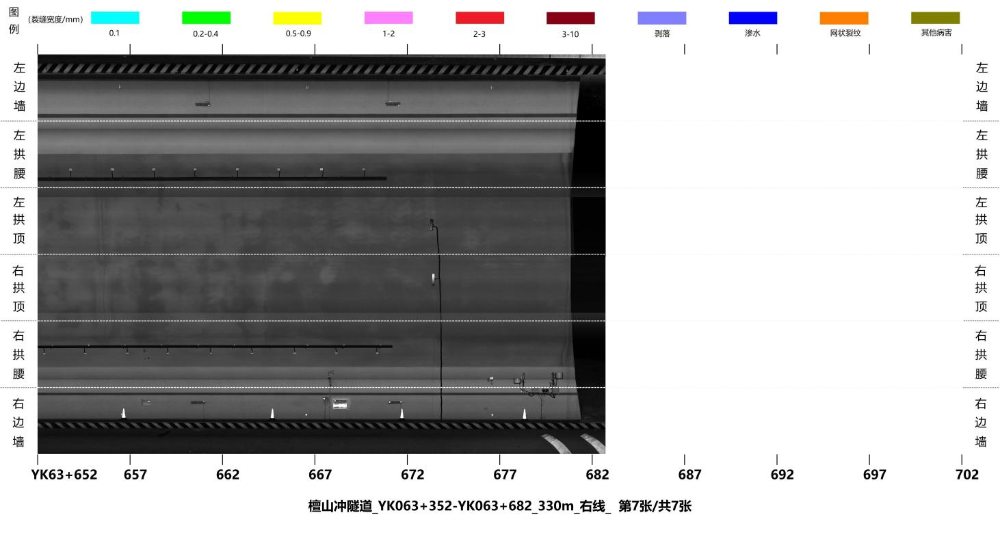 图例
(裂缝宽度/mm)
0.1
0.2-0.4
0.5-0.9
1-2
2-3
3-10
剥落
渗水
网状裂纹
其他病害
左边墙
左拱腰
左拱顶
右拱顶
右拱腰
右边墙
左边墙
左拱腰
左拱顶
右拱顶
右拱腰
右边墙
YK63+652 657 662 667 672 677 682 687 692 697 702
檀山冲隧道_YK063+352-YK063+682_330m_右线_ 第7张/共7张